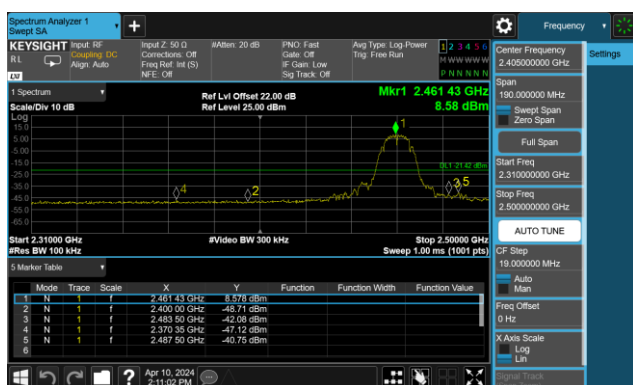 Spectrum Analyzer 1
Swept SA
Frequency
KEYSIGHT
RL
LXI
Input: RF
Coupling: DC
Align: Auto
Input Z: 50 Ω
Corrections: Off
Freq Ref: Int (S)
NFE: Off
#Atten: 20 dB
PNO: Fast
Gate: Off
IF Gain: Low
Sig Track: Off
Avg Type: Log-Power
Trig: Free Run
1 2 3 4 5 6
M W W W W W
P N N N N N
1 Spectrum
Scale/Div 10 dB
Ref Lvl Offset 22.00 dB
Ref Level 25.00 dBm
Mkr1 2.461 43 GHz
8.58 dBm
Log
15.0
5.00
-5.00
-15.0
-25.0
-35.0
-45.0
-55.0
-65.0
1
DL1 -21.42 dBm
4
2
3
5
Start 2.31000 GHz
#Res BW 100 kHz
#Video BW 300 kHz
Stop 2.50000 GHz
Sweep 1.00 ms (1001 pts)
5 Marker Table
Mode Trace Scale X Y Function Function Width Function Value
1 N 1 f 2.461 43 GHz 8.578 dBm
2 N 1 f 2.400 00 GHz -48.71 dBm
3 N 1 f 2.483 50 GHz -42.08 dBm
4 N 1 f 2.370 35 GHz -47.12 dBm
5 N 1 f 2.487 50 GHz -40.75 dBm
6
Apr 10, 2024
2:11:02 PM
Center Frequency
2.405000000 GHz
Span
190.000000 MHz
Swept Span
Zero Span
Full Span
Start Freq
2.310000000 GHz
Stop Freq
2.500000000 GHz
AUTO TUNE
CF Step
19.000000 MHz
Auto
Man
Freq Offset
0 Hz
X Axis Scale
Log
Lin
Signal Track
Settings